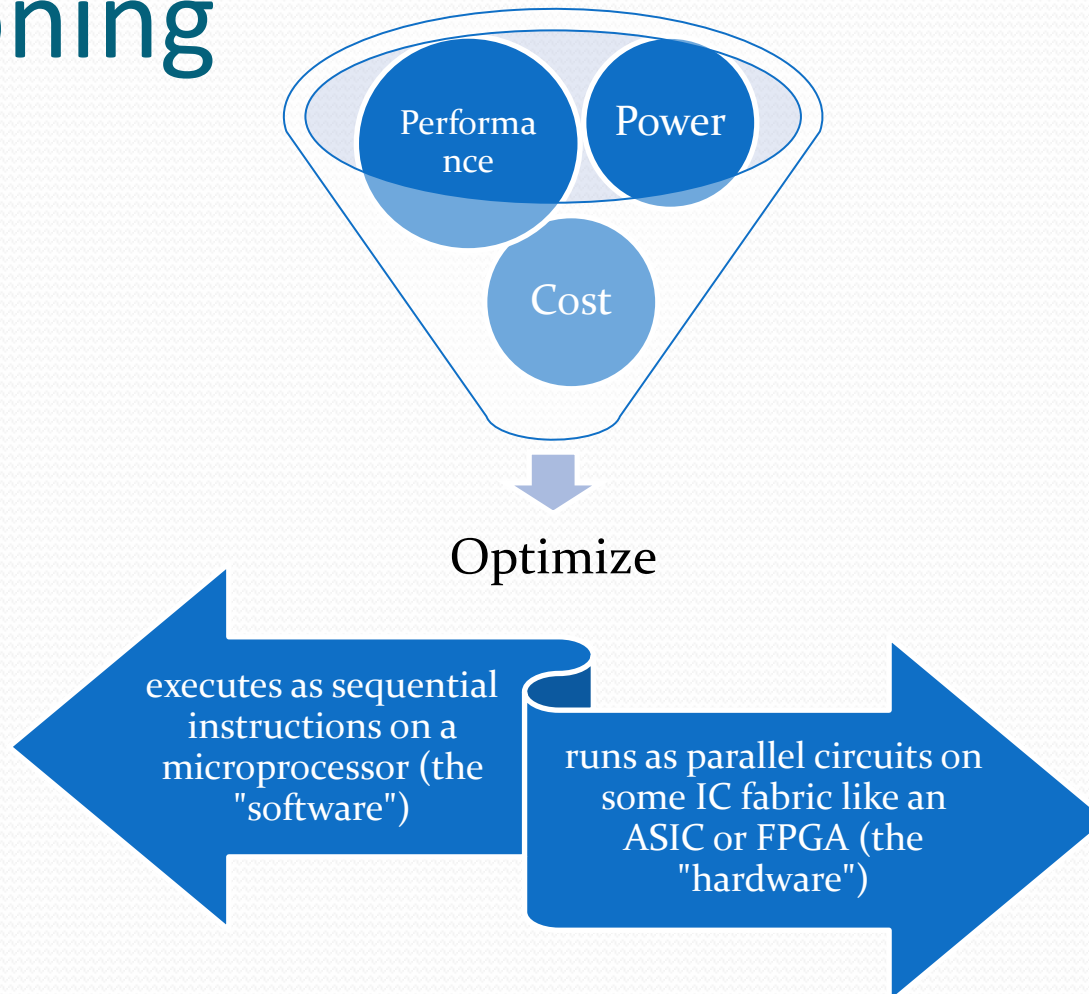 oning
Performa
nce
Power
Cost
Optimize
executes as sequential
instructions on a
microprocessor (the
"software")
runs as parallel circuits on
some IC fabric like an
ASIC or FPGA (the
"hardware")